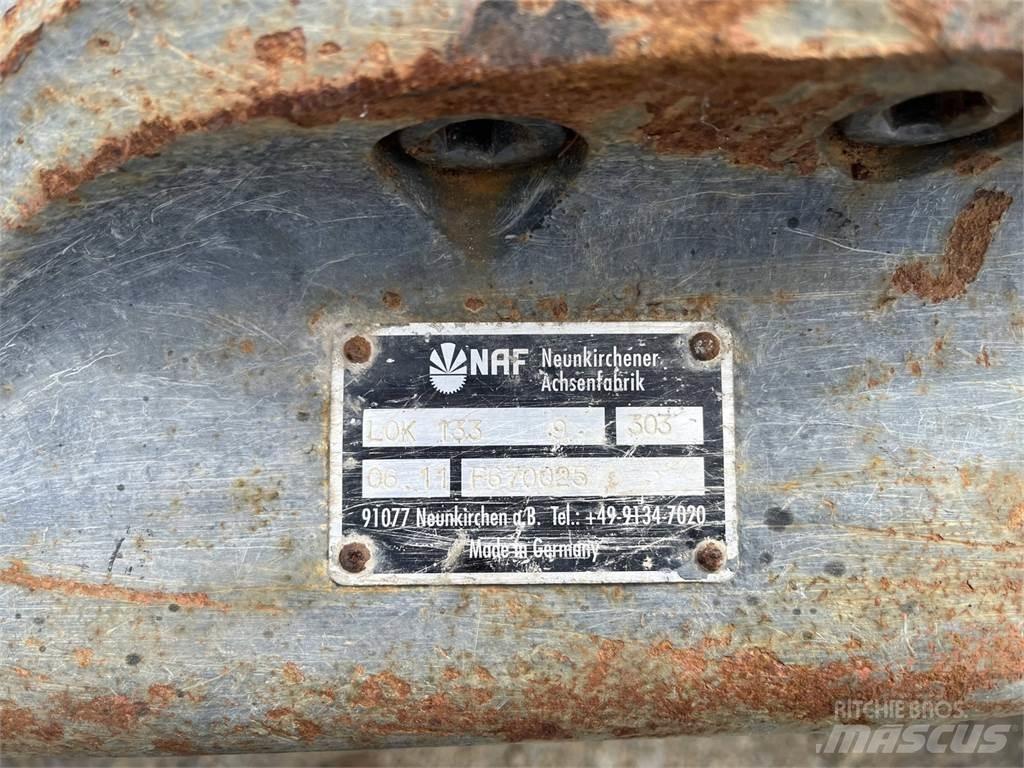 NAF Neunkirchener
Achsenfabrik
LOK 133 9 303
06.11 P670025
91077 Neunkirchen a.B. Tel.: +49-9134-7020
Made in Germany
RITCHIE BROS.
MASCUS